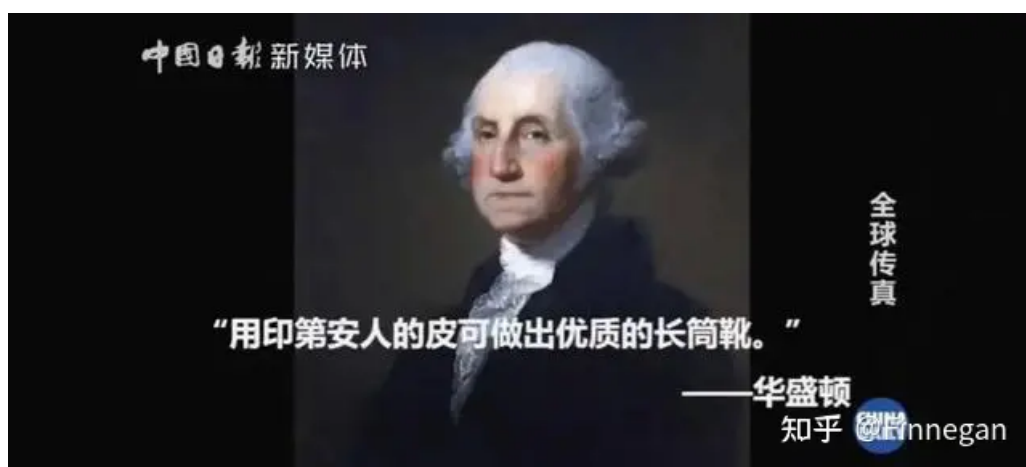 中国日报新媒体
全球传真
“用印第安人的皮可做出优质的长筒靴。”
——华盛顿
知乎 @Finnegan